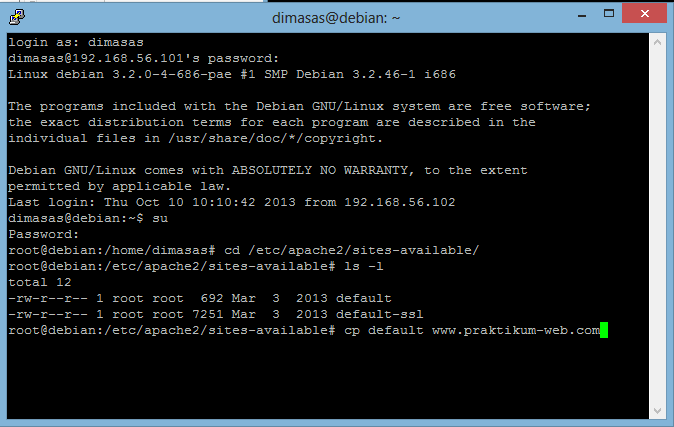 dimasas@debian: ~
login as: dimasas
dimasas@192.168.56.101's password:
Linux debian 3.2.0-4-686-pae #1 SMP Debian 3.2.46-1 i686
The programs included with the Debian GNU/Linux system are free software;
the exact distribution terms for each program are described in the
individual files in /usr/share/doc/*/copyright.
Debian GNU/Linux comes with ABSOLUTELY NO WARRANTY, to the extent
permitted by applicable law.
Last login: Thu Oct 10 10:10:42 2013 from 192.168.56.102
dimasas@debian:~$ su
Password:
root@debian:/home/dimasas# cd /etc/apache2/sites-available/
root@debian:/etc/apache2/sites-available# ls -l
total 12
-rw-r--r-- 1 root root  692 Mar  3  2013 default
-rw-r--r-- 1 root root 7251 Mar  3  2013 default-ssl
root@debian:/etc/apache2/sites-available# cp default www.praktikum-web.com